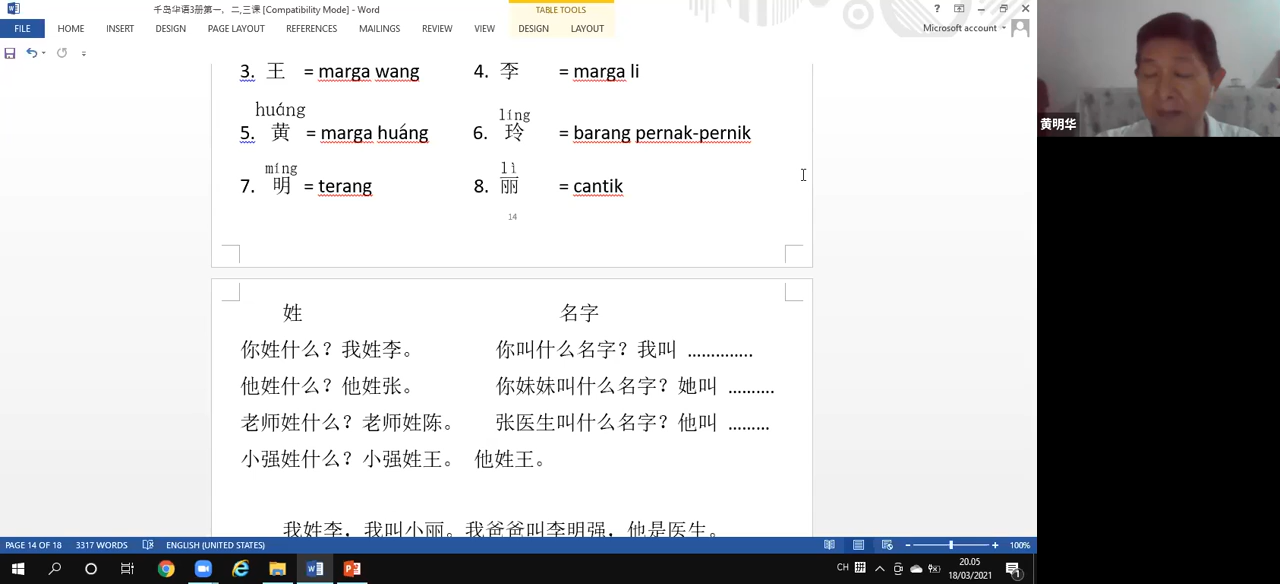 千岛华语3册第一，二,三课 [Compatibility Mode] - Word
TABLE TOOLS
?
FILE HOME INSERT DESIGN PAGE LAYOUT REFERENCES MAILINGS REVIEW VIEW DESIGN LAYOUT
Microsoft account
3. 王 = marga wang 4. 李 = marga li
huáng líng
5. 黄 = marga huáng 6. 玲 = barang pernak-pernik
míng lì
7. 明 = terang 8. 丽 = cantik
14
姓 名字
你姓什么？我姓李。 你叫什么名字？我叫 ..............
他姓什么？他姓张。 你妹妹叫什么名字？她叫 ..........
老师姓什么？老师姓陈。 张医生叫什么名字？他叫 .........
小强姓什么？小强姓王。 他姓王。
我姓李，我叫小丽。我爸爸叫李明强，他是医生。
黄明华
PAGE 14 OF 18 3317 WORDS ENGLISH (UNITED STATES) 100%
CH 20.05
18/03/2021